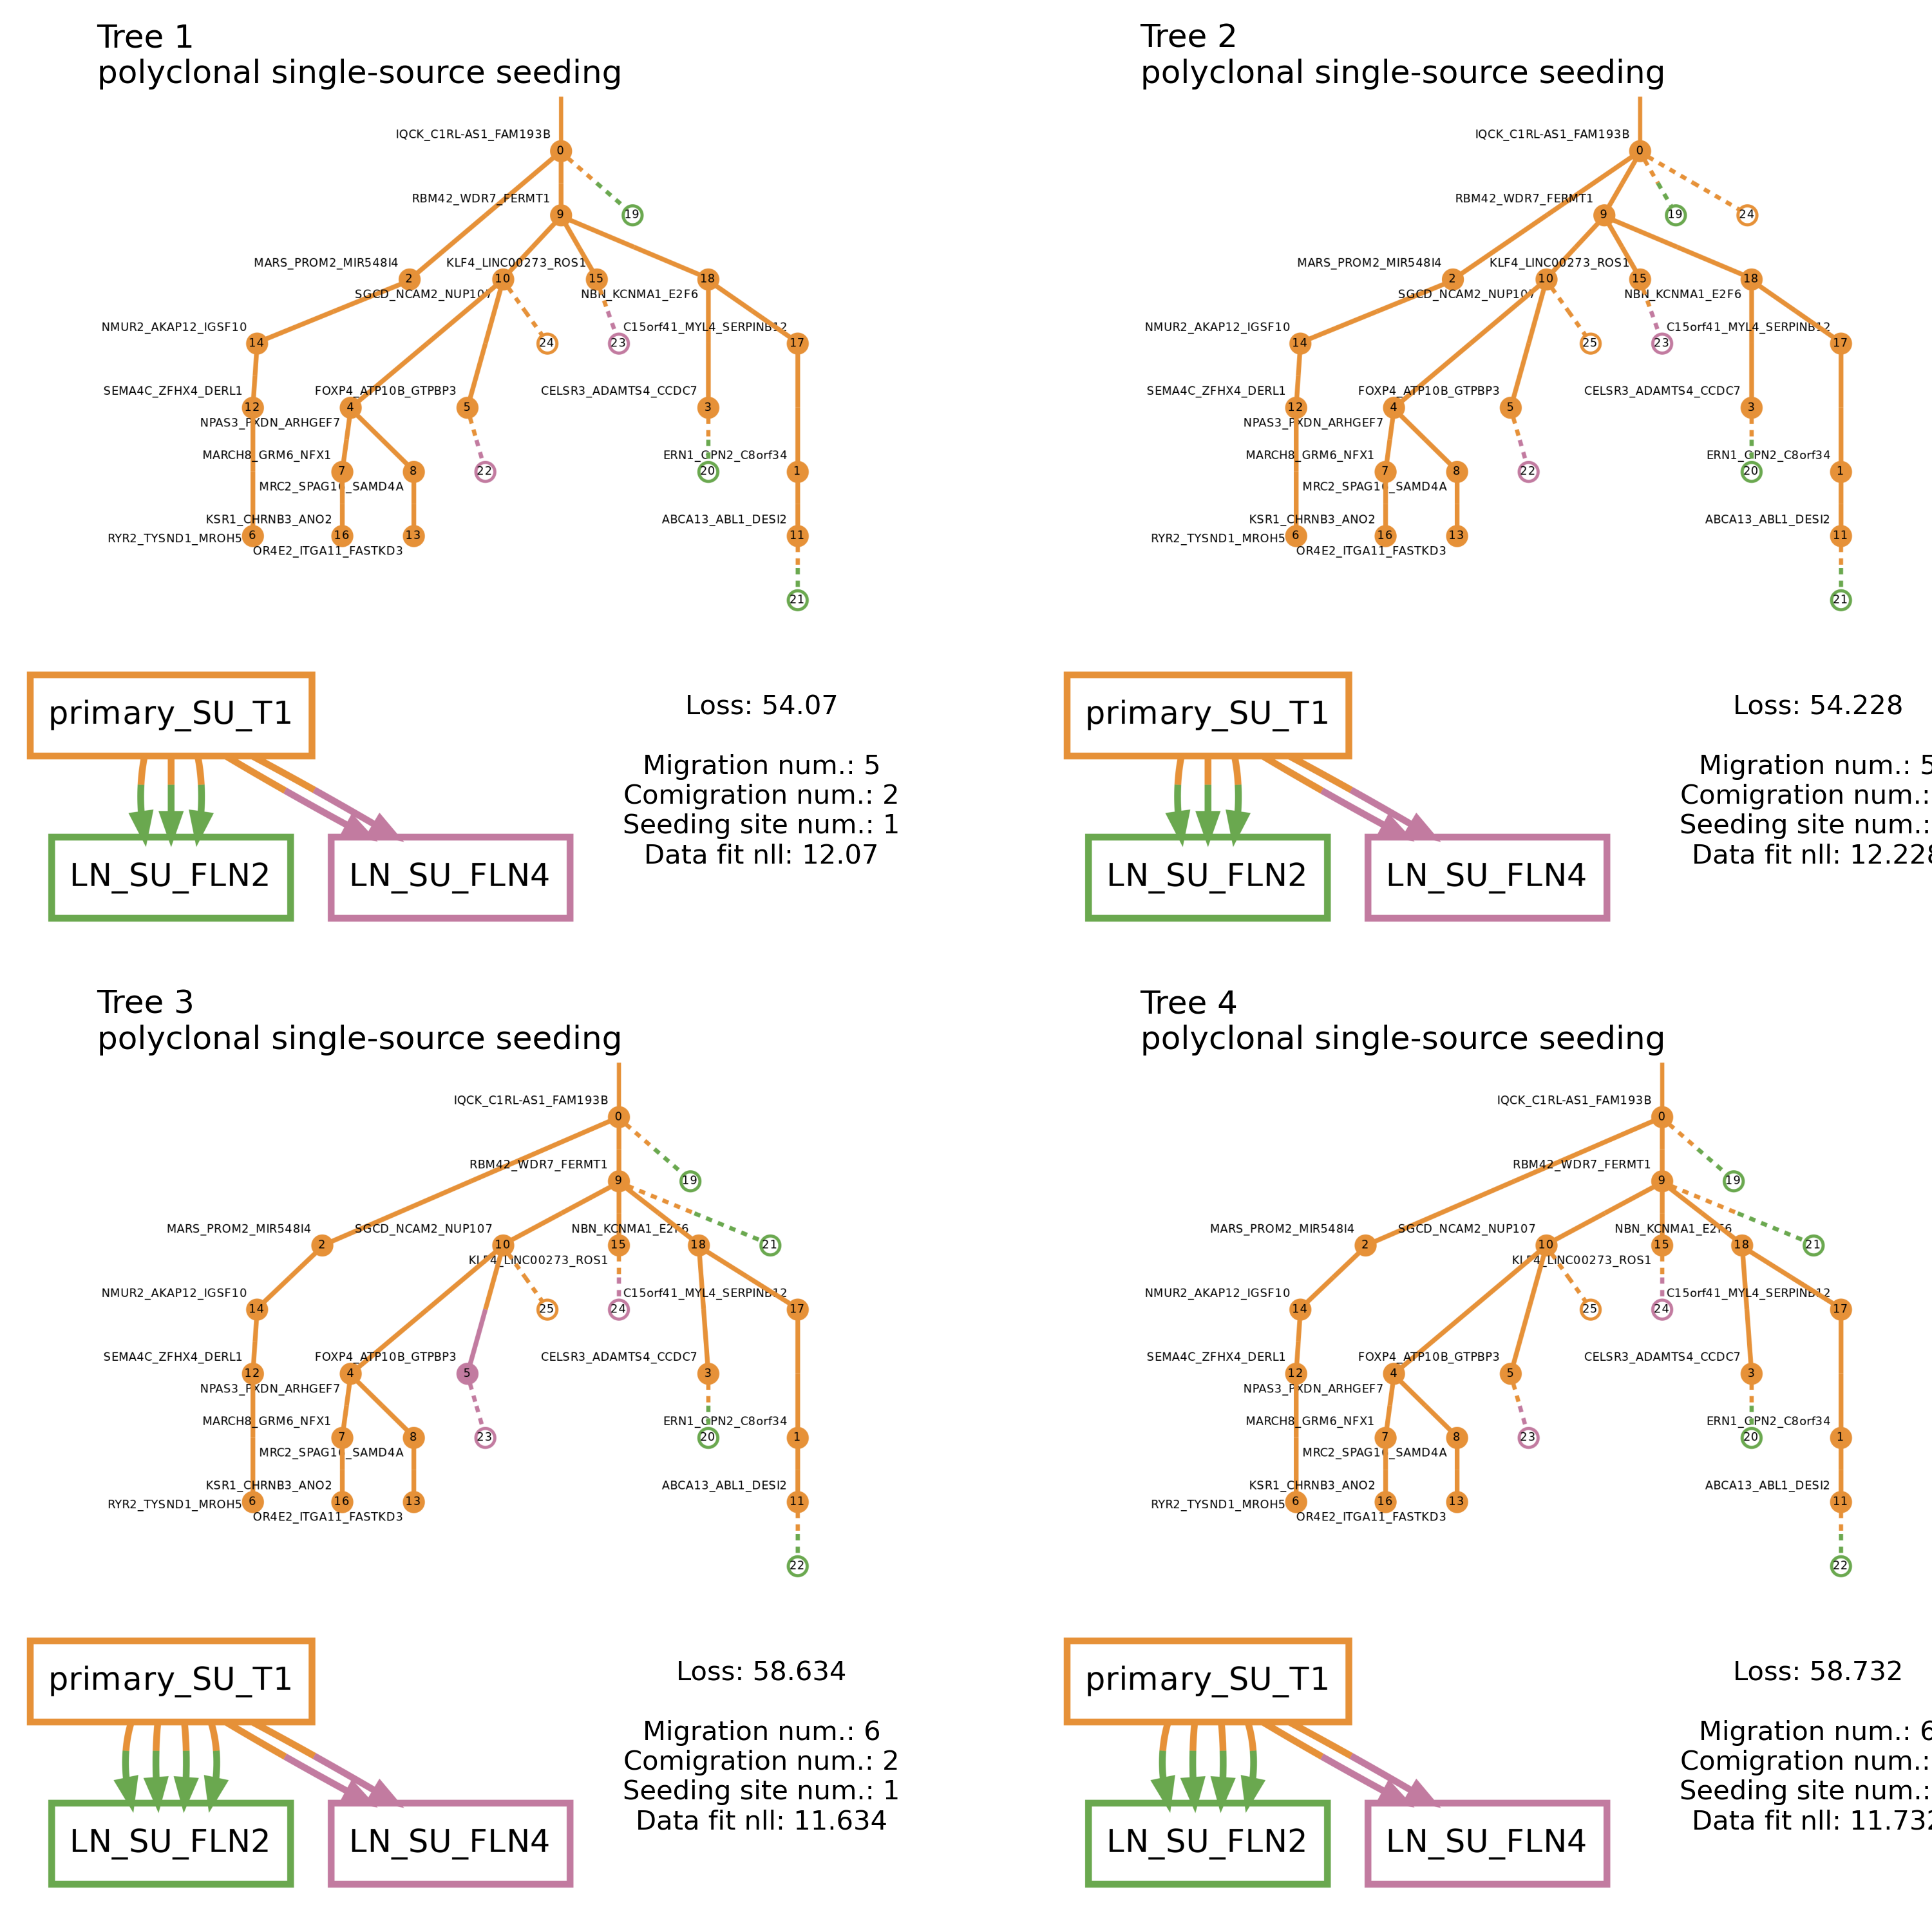 Tree 1
polyclonal single-source seeding
IQCK_C1RL-AS1_FAM193B
0
RBM42_WDR7_FERMT1
9
19
MARS_PROM2_MIR548I4
2
KLF4_LINC00273_ROS1
10
15
18
SGCD_NCAM2_NUP107
NBN_KCNMA1_E2F6
NMUR2_AKAP12_IGSF10
14
24
23
C15orf41_MYL4_SERPINB12
17
SEMA4C_ZFHX4_DERL1
12
FOXP4_ATP10B_GTPBP3
4
5
CELSR3_ADAMTS4_CCDC7
3
NPAS3_PXDN_ARHGEF7
MARCH8_GRM6_NFX1
7
8
22
20
ERN1_OPN2_C8orf34
1
MRC2_SPAG16_SAMD4A
KSR1_CHRNB3_ANO2
ABCA13_ABL1_DESI2
RYR2_TYSND1_MROH5
6
16
13
11
OR4E2_ITGA11_FASTKD3
21
primary_SU_T1
LN_SU_FLN2
LN_SU_FLN4
Loss: 54.07
Migration num.: 5
Comigration num.: 2
Seeding site num.: 1
Data fit nll: 12.07
Tree 2
polyclonal single-source seeding
IQCK_C1RL-AS1_FAM193B
0
RBM42_WDR7_FERMT1
9
19
24
MARS_PROM2_MIR548I4
2
KLF4_LINC00273_ROS1
10
15
18
SGCD_NCAM2_NUP107
NBN_KCNMA1_E2F6
NMUR2_AKAP12_IGSF10
14
25
23
C15orf41_MYL4_SERPINB12
17
SEMA4C_ZFHX4_DERL1
12
FOXP4_ATP10B_GTPBP3
4
5
CELSR3_ADAMTS4_CCDC7
3
NPAS3_PXDN_ARHGEF7
MARCH8_GRM6_NFX1
7
8
22
20
ERN1_OPN2_C8orf34
1
MRC2_SPAG16_SAMD4A
KSR1_CHRNB3_ANO2
ABCA13_ABL1_DESI2
RYR2_TYSND1_MROH5
6
16
13
11
OR4E2_ITGA11_FASTKD3
21
primary_SU_T1
LN_SU_FLN2
LN_SU_FLN4
Loss: 54.228
Migration num.: 5
Comigration num.:
Seeding site num.:
Data fit nll: 12.228
Tree 3
polyclonal single-source seeding
IQCK_C1RL-AS1_FAM193B
0
RBM42_WDR7_FERMT1
9
19
MARS_PROM2_MIR548I4
2
SGCD_NCAM2_NUP107
10
NBN_KCNMA1_E2F6
15
18
21
KLF4_LINC00273_ROS1
NMUR2_AKAP12_IGSF10
14
25
24
C15orf41_MYL4_SERPINB12
17
SEMA4C_ZFHX4_DERL1
12
FOXP4_ATP10B_GTPBP3
4
5
CELSR3_ADAMTS4_CCDC7
3
NPAS3_PXDN_ARHGEF7
MARCH8_GRM6_NFX1
7
8
23
20
ERN1_OPN2_C8orf34
1
MRC2_SPAG16_SAMD4A
KSR1_CHRNB3_ANO2
ABCA13_ABL1_DESI2
RYR2_TYSND1_MROH5
6
16
13
11
OR4E2_ITGA11_FASTKD3
22
primary_SU_T1
LN_SU_FLN2
LN_SU_FLN4
Loss: 58.634
Migration num.: 6
Comigration num.: 2
Seeding site num.: 1
Data fit nll: 11.634
Tree 4
polyclonal single-source seeding
IQCK_C1RL-AS1_FAM193B
0
RBM42_WDR7_FERMT1
9
19
MARS_PROM2_MIR548I4
2
SGCD_NCAM2_NUP107
10
NBN_KCNMA1_E2F6
15
18
21
KLF4_LINC00273_ROS1
NMUR2_AKAP12_IGSF10
14
25
24
C15orf41_MYL4_SERPINB12
17
SEMA4C_ZFHX4_DERL1
12
FOXP4_ATP10B_GTPBP3
4
5
CELSR3_ADAMTS4_CCDC7
3
NPAS3_PXDN_ARHGEF7
MARCH8_GRM6_NFX1
7
8
23
20
ERN1_OPN2_C8orf34
1
MRC2_SPAG16_SAMD4A
KSR1_CHRNB3_ANO2
ABCA13_ABL1_DESI2
RYR2_TYSND1_MROH5
6
16
13
11
OR4E2_ITGA11_FASTKD3
22
primary_SU_T1
LN_SU_FLN2
LN_SU_FLN4
Loss: 58.732
Migration num.: 6
Comigration num.:
Seeding site num.:
Data fit nll: 11.732